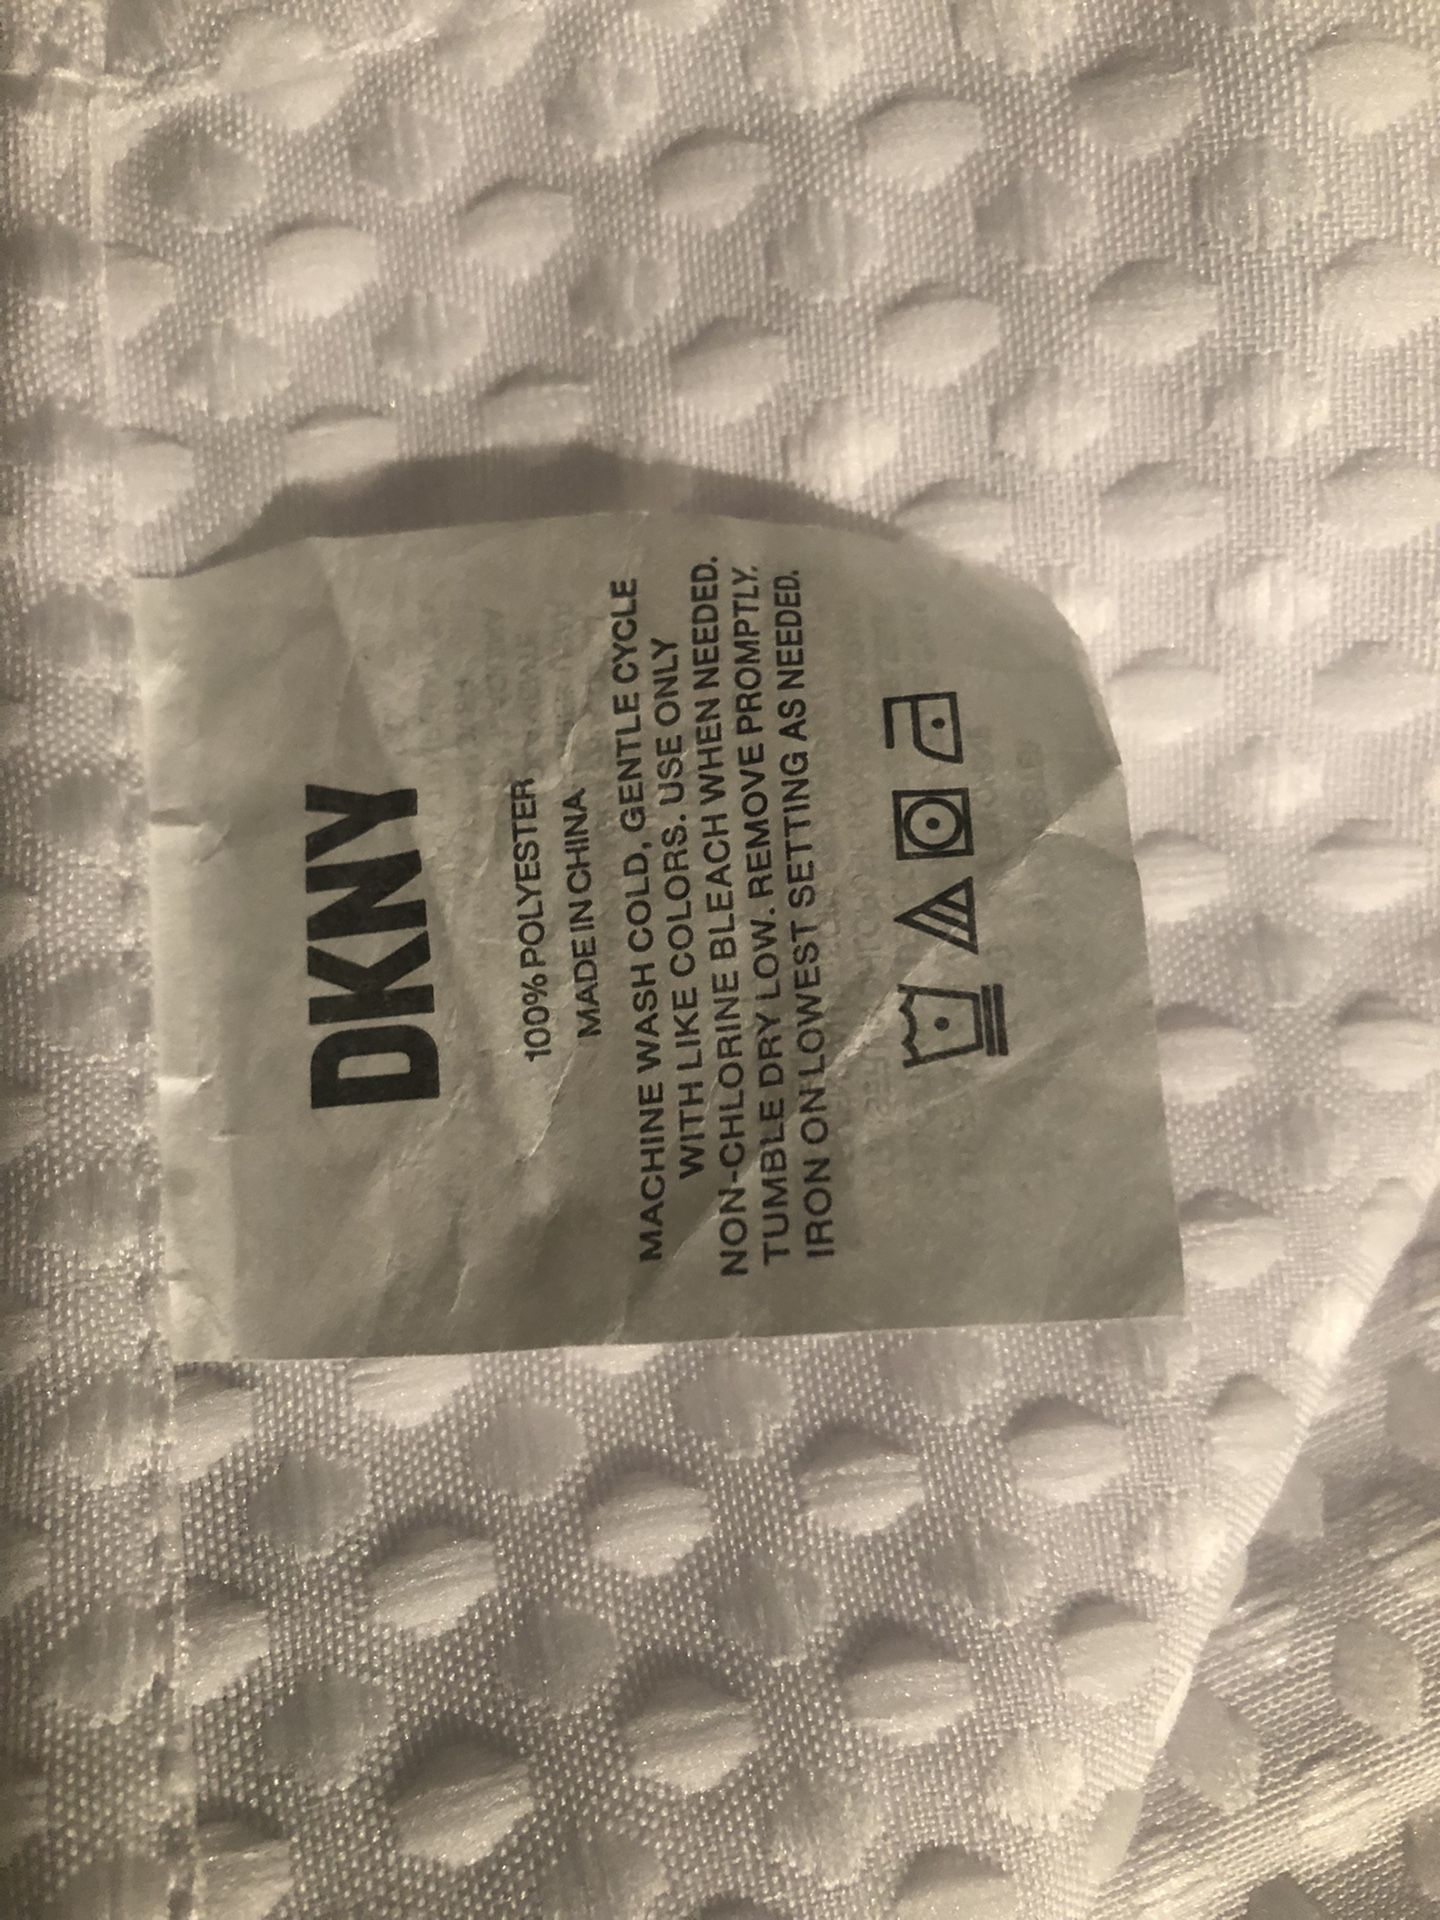 DKNY
100% POLYESTER
MADE IN CHINA
MACHINE WASH COLD, GENTLE CYCLE
WITH LIKE COLORS. USE ONLY
NON-CHLORINE BLEACH WHEN NEEDED.
TUMBLE DRY LOW. REMOVE PROMPTLY.
IRON ON LOWEST SETTING AS NEEDED.